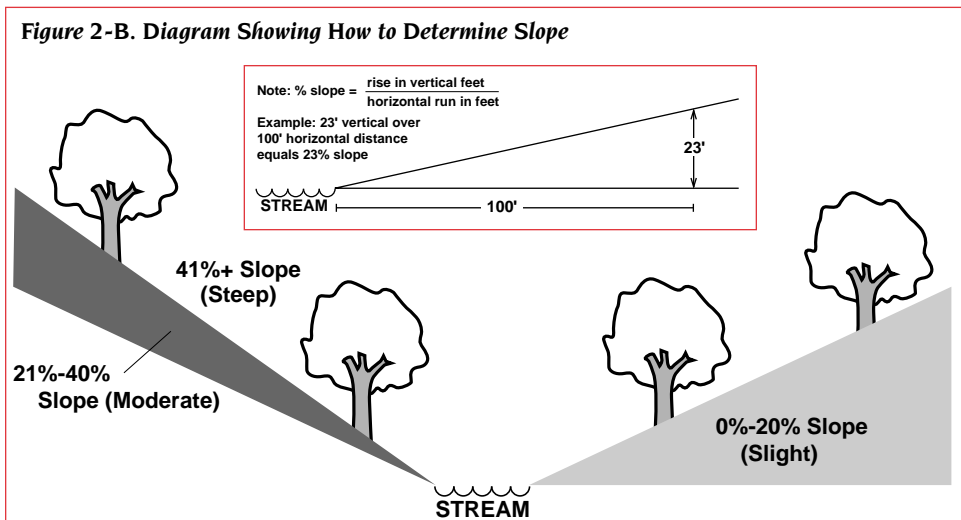 Figure 2-B. Diagram Showing How to Determine Slope
Note: % slope = rise in vertical feet
horizontal run in feet
Example: 23' vertical over
100' horizontal distance
equals 23% slope
23'
STREAM
100'
41%+ Slope
(Steep)
21%-40%
Slope (Moderate)
0%-20% Slope
(Slight)
STREAM